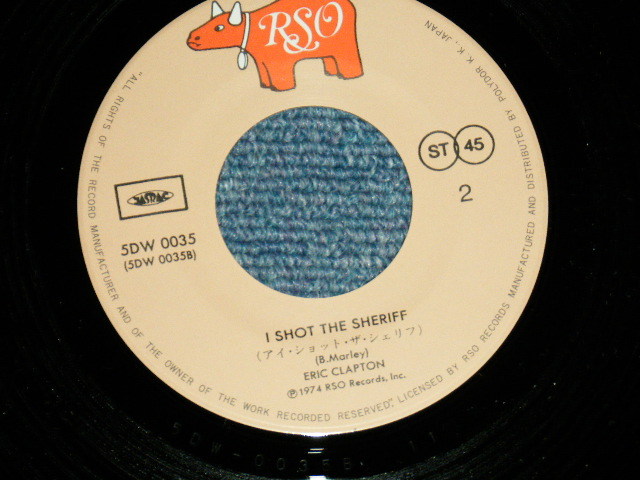 RSO
ST 45
2
JASRAC
5DW 0035
(5DW 0035B)
I SHOT THE SHERIFF
(アイ・ショット・ザ・シェリフ)
(B.Marley)
ERIC CLAPTON
Ⓟ1974 RSO Records, Inc.
"ALL RIGHTS OF THE RECORD MANUFACTURER AND OF THE OWNER OF THE WORK RECORDED RESERVED" LICENSED BY RSO RECORDS MANUFACTURED AND DISTRIBUTED BY POLYDOR K.K. JAPAN